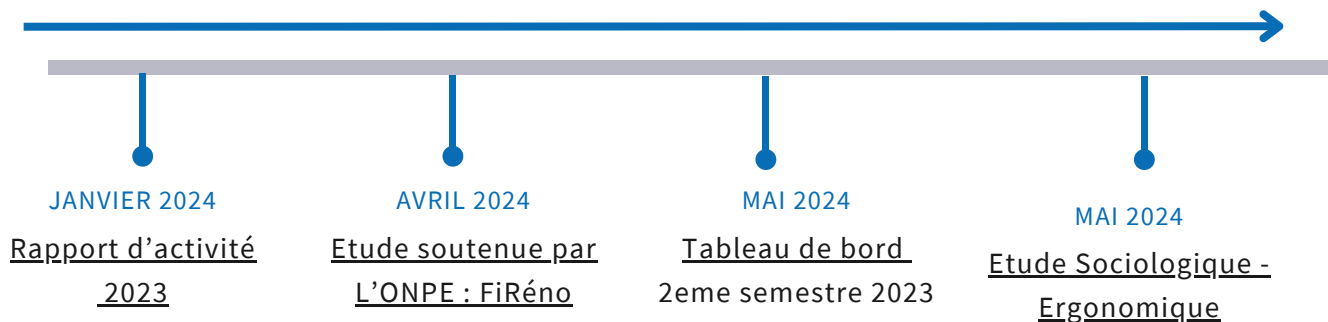 JANVIER 2024
Rapport d’activité
2023
AVRIL 2024
Etude soutenue par
L’ONPE : FiRéno
MAI 2024
Tableau de bord
2eme semestre 2023
MAI 2024
Etude Sociologique -
Ergonomique